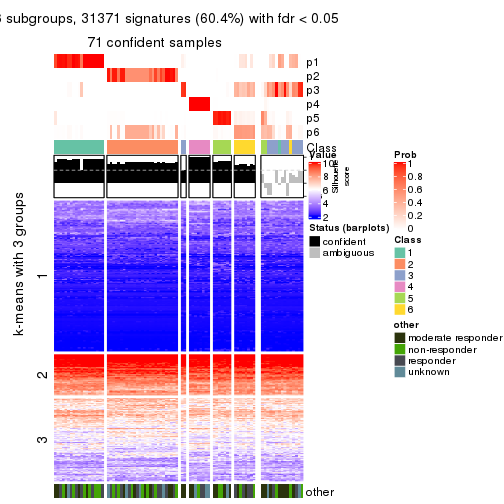 6 subgroups, 31371 signatures (60.4%) with fdr < 0.05
71 confident samples
p1
p2
p3
p4
p5
p6
Class
k-means with 3 groups
1
2
3
other
Value
10
8
6
4
2
Silhouette
score
Status (barplots)
confident
ambiguous
Prob
1
0.8
0.6
0.4
0.2
0
Class
1
2
3
4
5
6
other
moderate responder
non-responder
responder
unknown